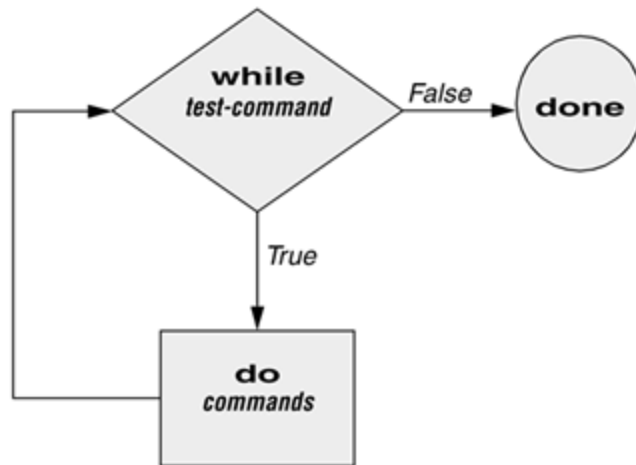 while
test-command
False
done
True
do
commands